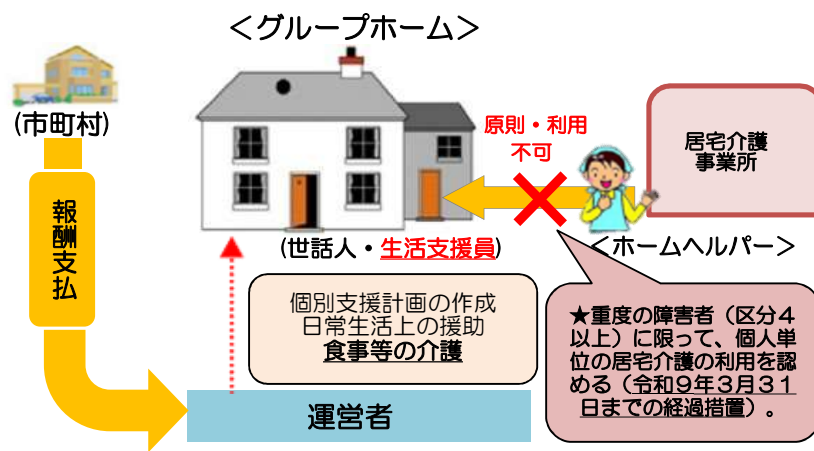 ＜グループホーム＞
(市町村)
報酬支払
原則・利用
不可
居宅介護
事業所
(世話人・生活支援員)
＜ホームヘルパー＞
個別支援計画の作成
日常生活上の援助
食事等の介護
★重度の障害者（区分４
以上）に限って、個人単
位の居宅介護の利用を認
める（令和９年３月３１
日までの経過措置）。
運営者